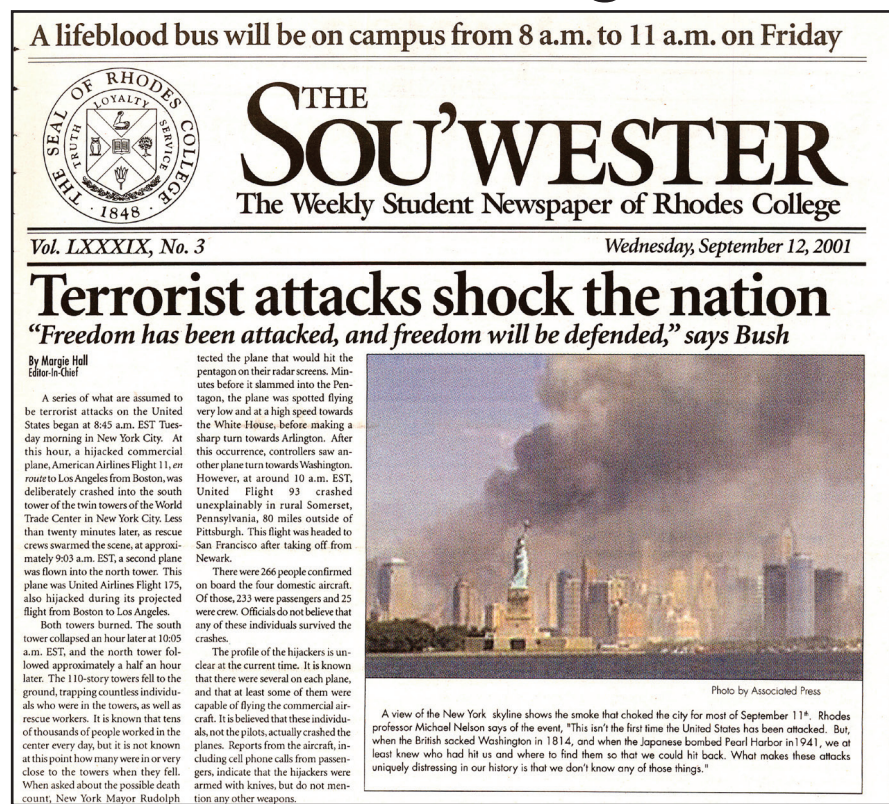 A lifeblood bus will be on campus from 8 a.m. to 11 a.m. on Friday
THE SEAL OF RHODES COLLEGE
LOYALTY
TRUTH
SERVICE
· 1848 ·
THE
SOU'WESTER
The Weekly Student Newspaper of Rhodes College
Vol. LXXXIX, No. 3
Wednesday, September 12, 2001
Terrorist attacks shock the nation
“Freedom has been attacked, and freedom will be defended,” says Bush
By Margie Hall
Editor-In-Chief
A series of what are assumed to
be terrorist attacks on the United
States began at 8:45 a.m. EST Tues-
day morning in New York City. At
this hour, a hijacked commercial
plane, American Airlines Flight 11, en
route to Los Angeles from Boston, was
deliberately crashed into the south
tower of the twin towers of the World
Trade Center in New York City. Less
than twenty minutes later, as rescue
crews swarmed the scene, at approxi-
mately 9:03 a.m. EST, a second plane
was flown into the north tower. This
plane was United Airlines Flight 175,
also hijacked during its projected
flight from Boston to Los Angeles.
Both towers burned. The south
tower collapsed an hour later at 10:05
a.m. EST, and the north tower fol-
lowed approximately a half an hour
later. The 110-story towers fell to the
ground, trapping countless individu-
als who were in the towers, as well as
rescue workers. It is known that tens
of thousands of people worked in the
center every day, but it is not known
at this point how many were in or very
close to the towers when they fell.
When asked about the possible death
count, New York Mayor Rudolph
tected the plane that would hit the
pentagon on their radar screens. Min-
utes before it slammed into the Pen-
tagon, the plane was spotted flying
very low and at a high speed towards
the White House, before making a
sharp turn towards Arlington. After
this occurrence, controllers saw an-
other plane turn towards Washington.
However, at around 10 a.m. EST,
United Flight 93 crashed
unexplainably in rural Somerset,
Pennsylvania, 80 miles outside of
Pittsburgh. This flight was headed to
San Francisco after taking off from
Newark.
There were 266 people confirmed
on board the four domestic aircraft.
Of those, 233 were passengers and 25
were crew. Officials do not believe that
any of these individuals survived the
crashes.
The profile of the hijackers is un-
clear at the current time. It is known
that there were several on each plane,
and that at least some of them were
capable of flying the commercial air-
craft. It is believed that these individu-
als, not the pilots, actually crashed the
planes. Reports from the aircraft, in-
cluding cell phone calls from passen-
gers, indicate that the hijackers were
armed with knives, but do not men-
tion any other weapons.
Photo by Associated Press
A view of the New York skyline shows the smoke that choked the city for most of September 11*. Rhodes
professor Michael Nelson says of the event, "This isn't the first time the United States has been attacked. But,
when the British sacked Washington in 1814, and when the Japanese bombed Pearl Harbor in1941, we at
least knew who had hit us and where to find them so that we could hit back. What makes these attacks
uniquely distressing in our history is that we don't know any of those things."